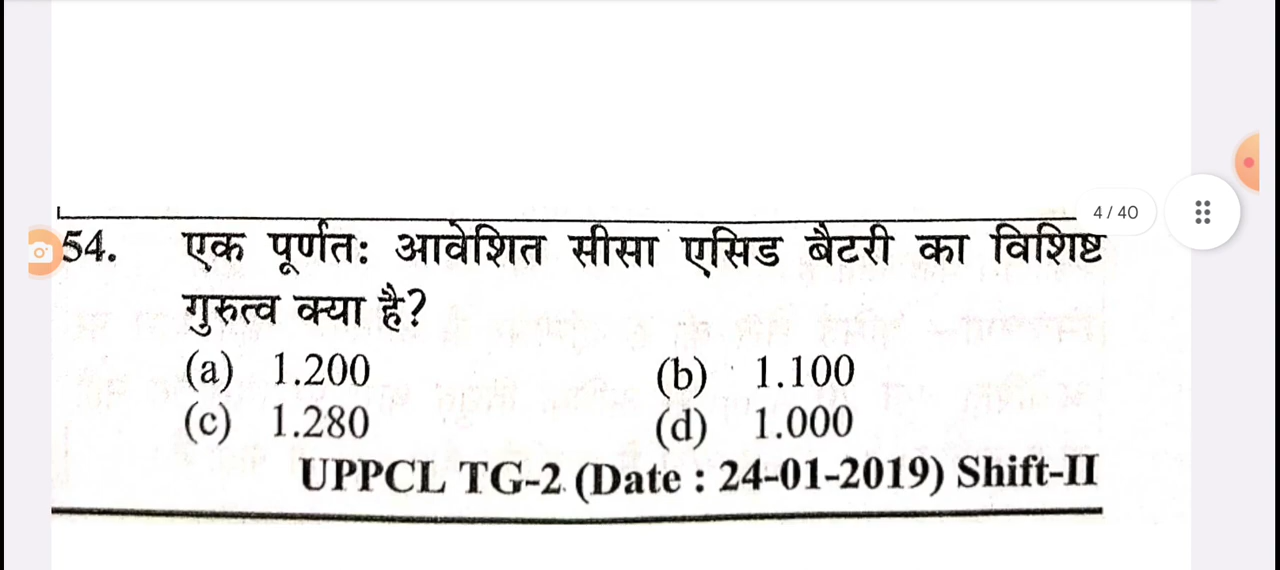 4 / 40
54. एक पूर्णत: आवेशित सीसा एसिड बैटरी का विशिष्ट
गुरुत्व क्या है?
(a) 1.200 (b) 1.100
(c) 1.280 (d) 1.000
UPPCL TG-2 (Date : 24-01-2019) Shift-II